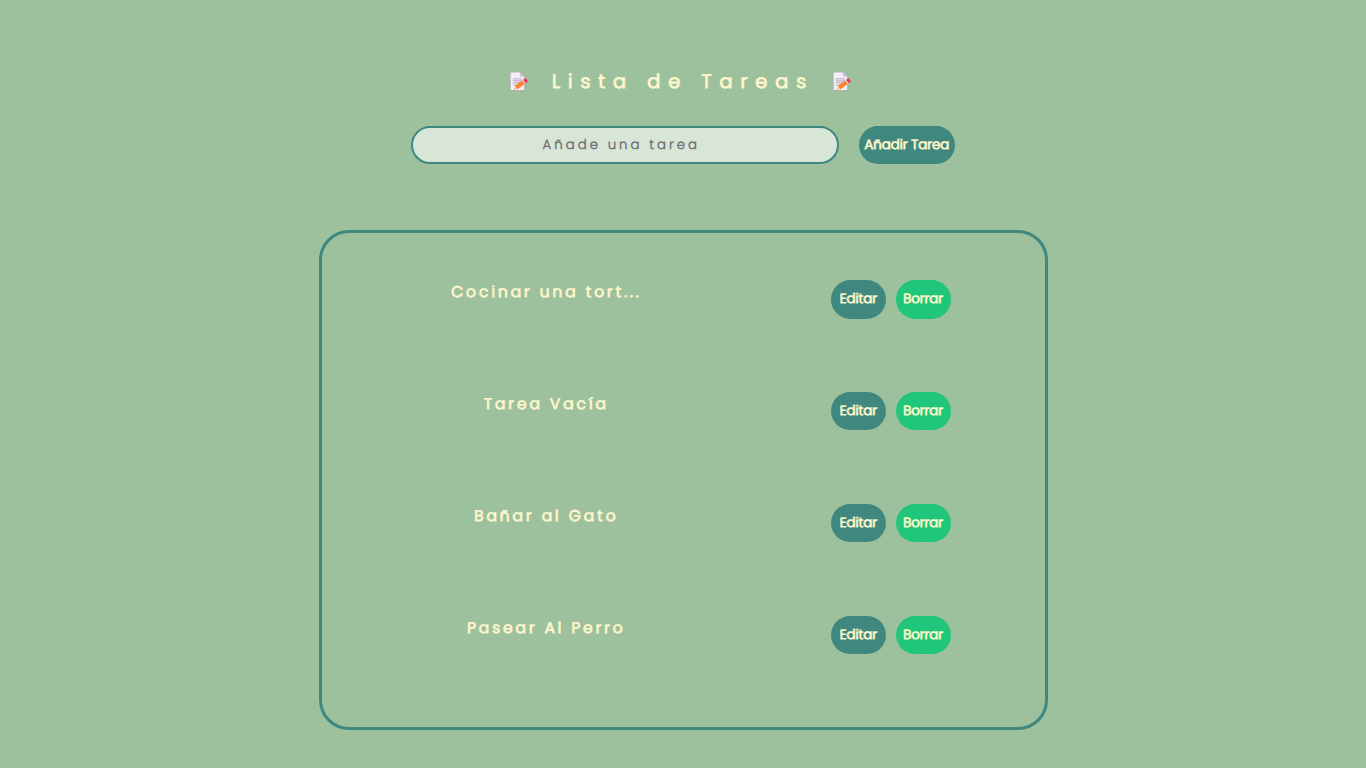 📝 Lista de Tareas 📝
Añade una tarea
Añadir Tarea
Cocinar una tort...
Editar
Borrar
Tarea Vacía
Editar
Borrar
Bañar al Gato
Editar
Borrar
Pasear Al Perro
Editar
Borrar